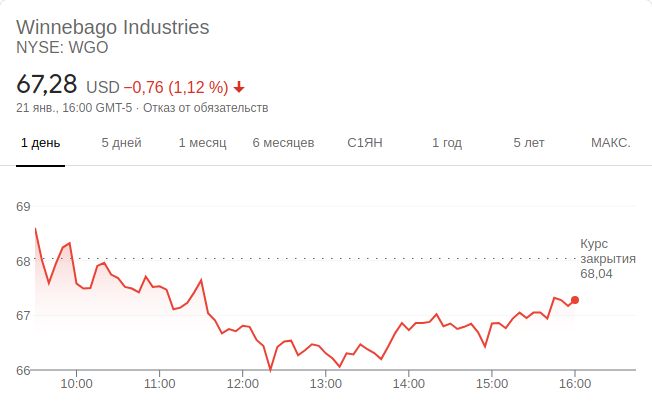 Winnebago Industries
NYSE: WGO
67,28 USD −0,76 (1,12 %)
21 янв., 16:00 GMT-5 · Отказ от обязательств
1 день 5 дней 1 месяц 6 месяцев С1ЯН 1 год 5 лет МАКС.
69
Курс
закрытия
68,04
68
67
66
10:00 11:00 12:00 13:00 14:00 15:00 16:00